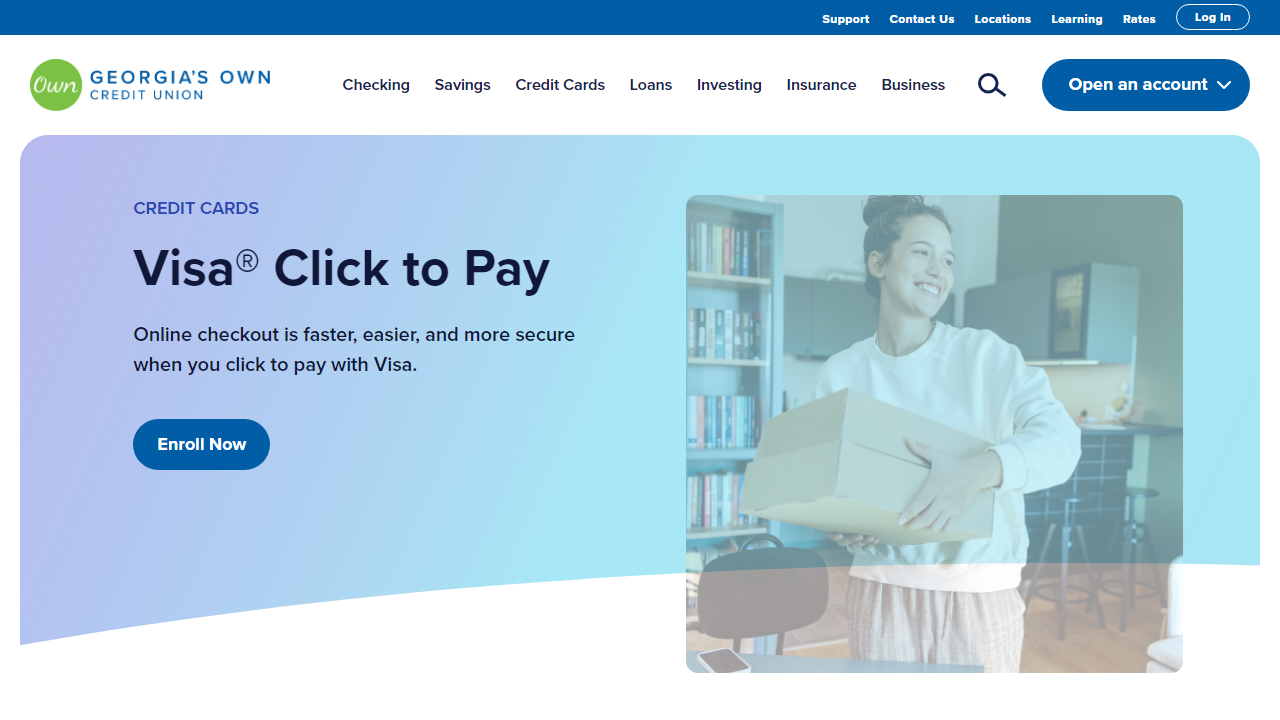 Support Contact Us Locations Learning Rates Log In
Own GEORGIA'S OWN
CREDIT UNION
Checking Savings Credit Cards Loans Investing Insurance Business Open an account
CREDIT CARDS
Visa® Click to Pay
Online checkout is faster, easier, and more secure
when you click to pay with Visa.
Enroll Now